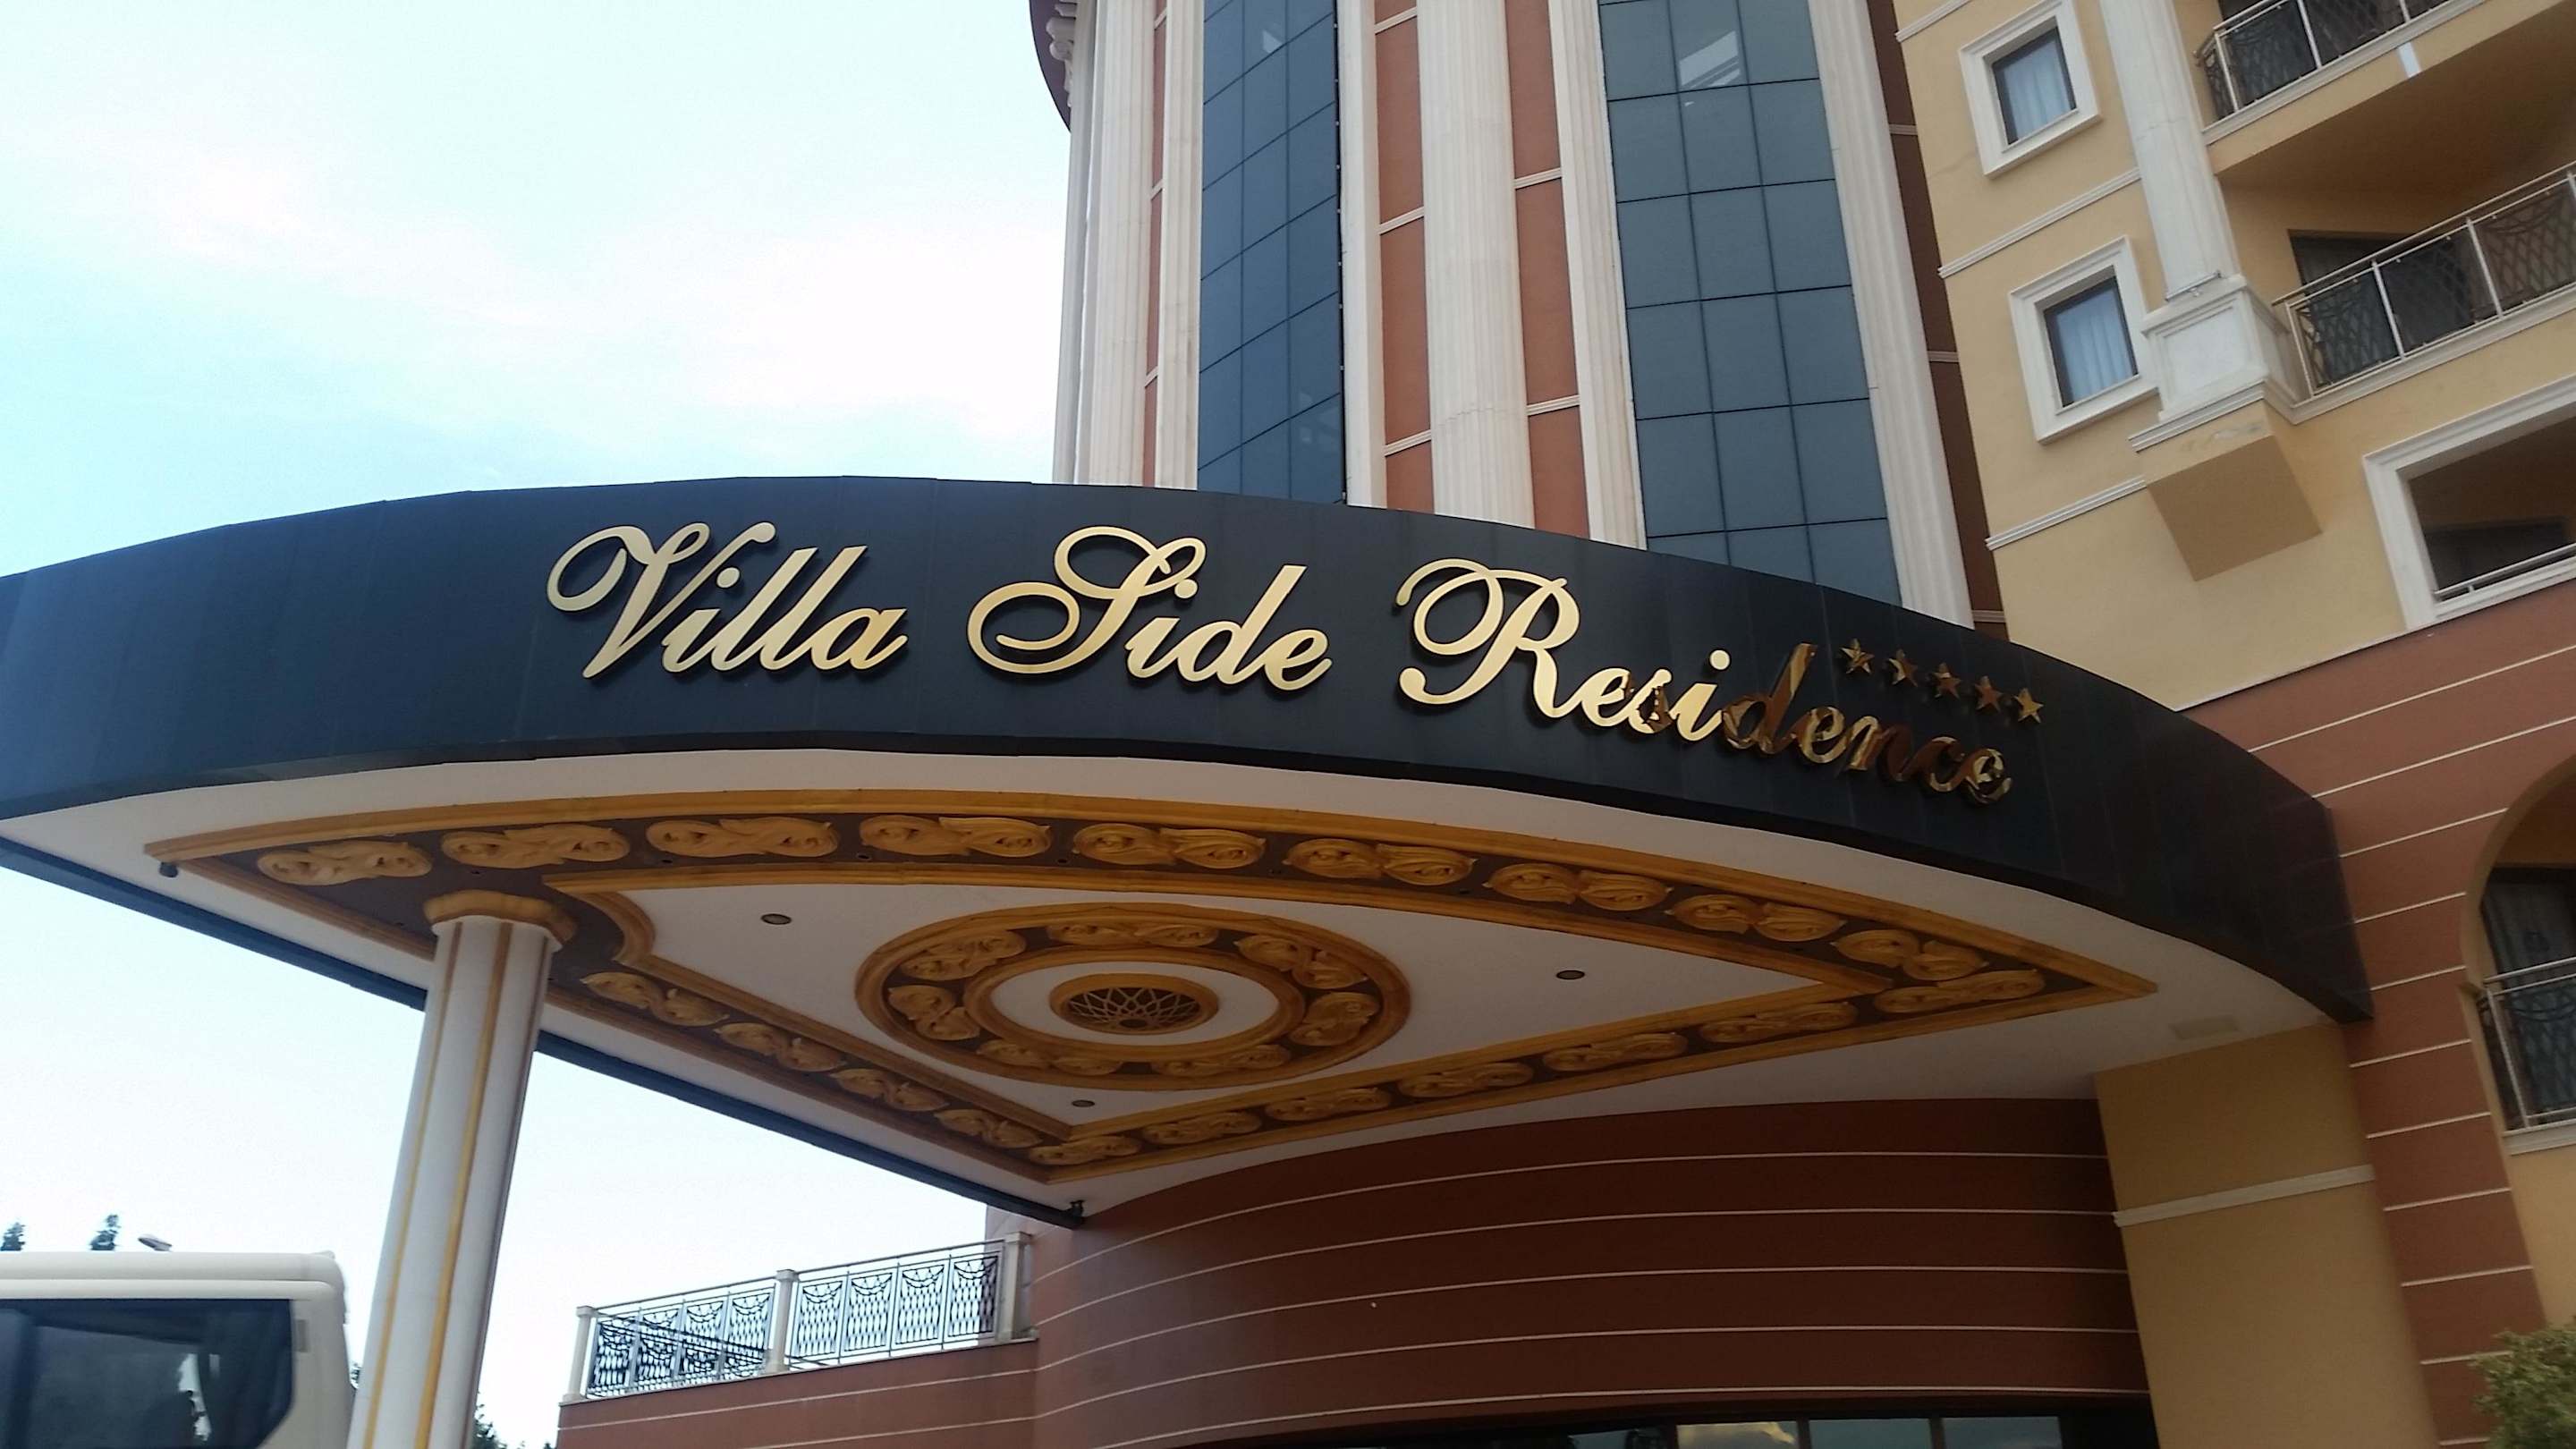 Villa Side Residence ★★★★★